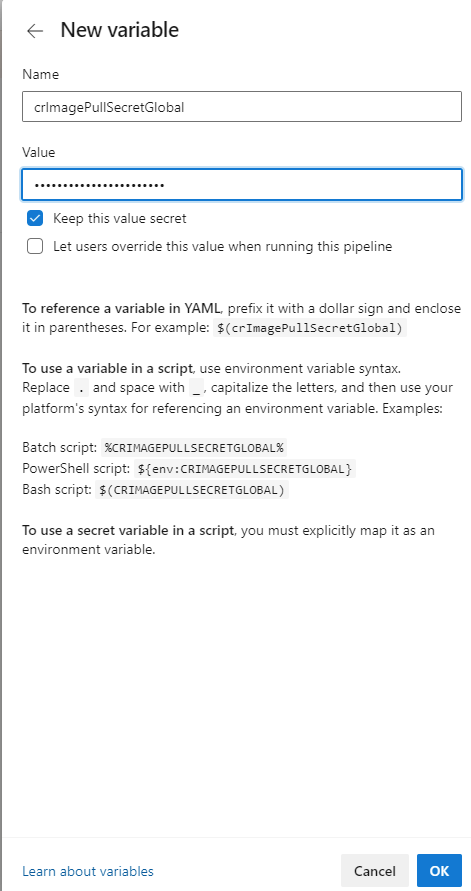 New variable
Name
crImagePullSecretGlobal
Value
•••••••••••••••••••••••
Keep this value secret
Let users override this value when running this pipeline
To reference a variable in YAML, prefix it with a dollar sign and enclose
it in parentheses. For example: $(crImagePullSecretGlobal)
To use a variable in a script, use environment variable syntax.
Replace . and space with _, capitalize the letters, and then use your
platform's syntax for referencing an environment variable. Examples:
Batch script: %CRIMAGEPULLSECRETGLOBAL%
PowerShell script: ${env:CRIMAGEPULLSECRETGLOBAL}
Bash script: $(CRIMAGEPULLSECRETGLOBAL)
To use a secret variable in a script, you must explicitly map it as an
environment variable.
Learn about variables
Cancel
OK